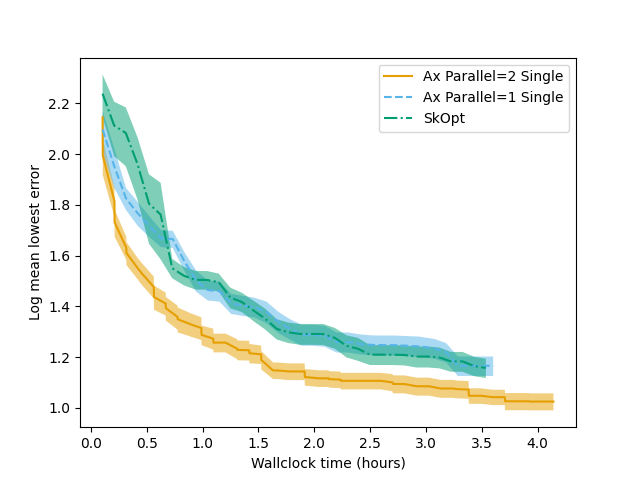 Ax Parallel=2 Single
Ax Parallel=1 Single
SkOpt
Log mean lowest error
2.2
2.0
1.8
1.6
1.4
1.2
1.0
0.0 0.5 1.0 1.5 2.0 2.5 3.0 3.5 4.0
Wallclock time (hours)